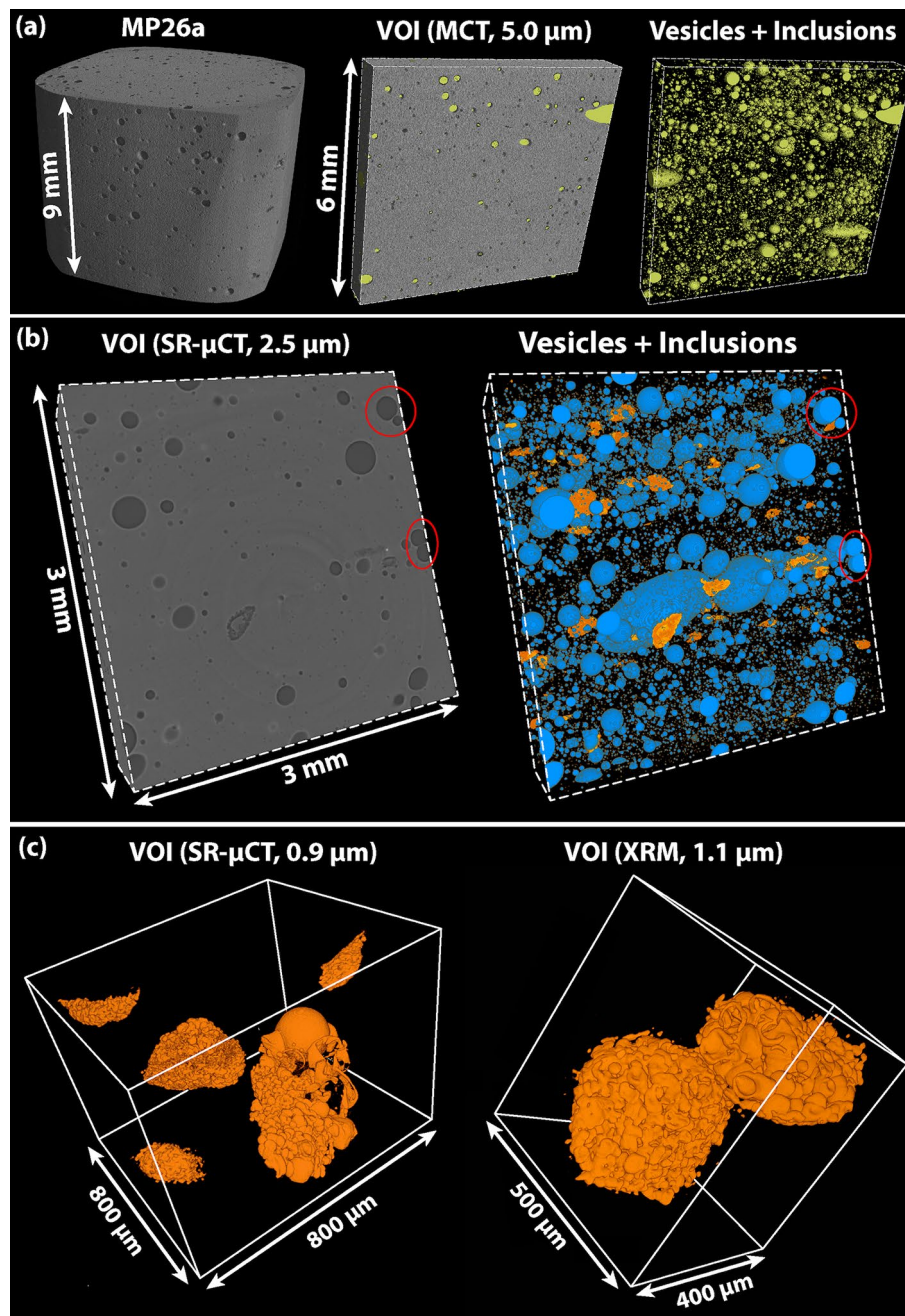 (a)
MP26a
VOI (MCT, 5.0 µm)
Vesicles + Inclusions
6 mm
6 mm
(b)
VOI (SR-µCT, 2.5 µm)
Vesicles + Inclusions
3 mm
3 mm
(c)
VOI (SR-µCT, 0.9 µm)
VOI (XRM, 1.1 µm)
800 µm
800 µm
500 µm
400 µm